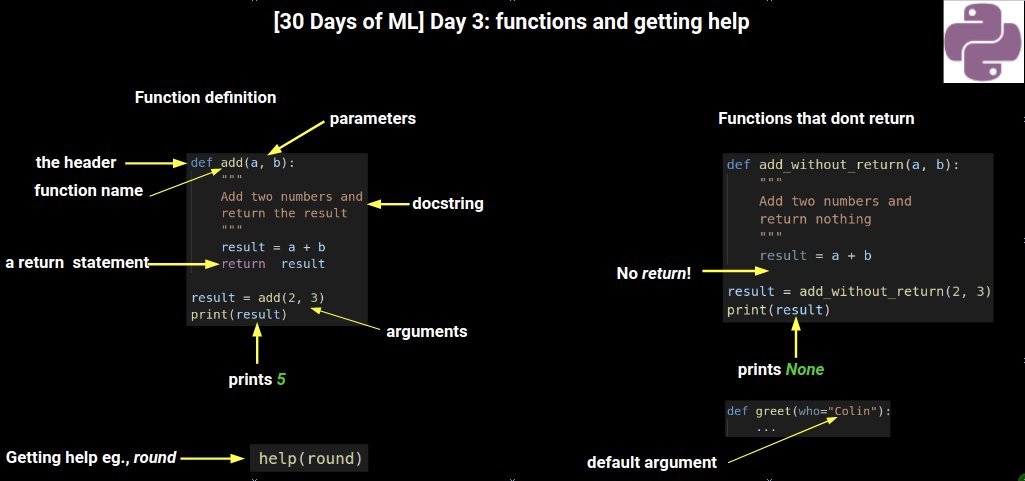 [30 Days of ML] Day 3: functions and getting help
Function definition
parameters
the header
function name
def add(a, b):
"""
Add two numbers and
return the result
"""
result = a + b
return  result
result = add(2, 3)
print(result)
docstring
a return  statement
arguments
prints 5
Getting help eg., round
help(round)
Functions that dont return
def add_without_return(a, b):
"""
Add two numbers and
return nothing
"""
result = a + b
No return!
result = add_without_return(2, 3)
print(result)
prints None
def greet(who="Colin"):
...
default argument